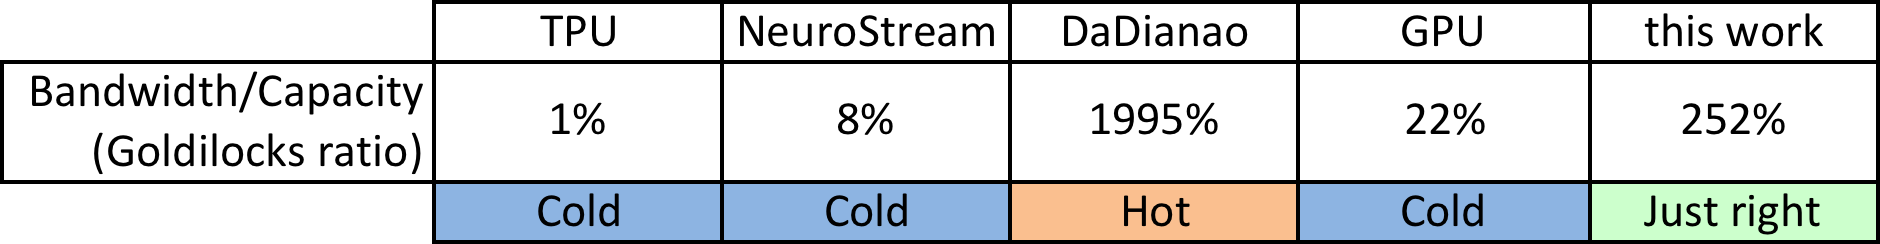 TPU NeuroStream DaDianao GPU this work
Bandwidth/Capacity
(Goldilocks ratio) 1% 8% 1995% 22% 252%
Cold Cold Hot Cold Just right